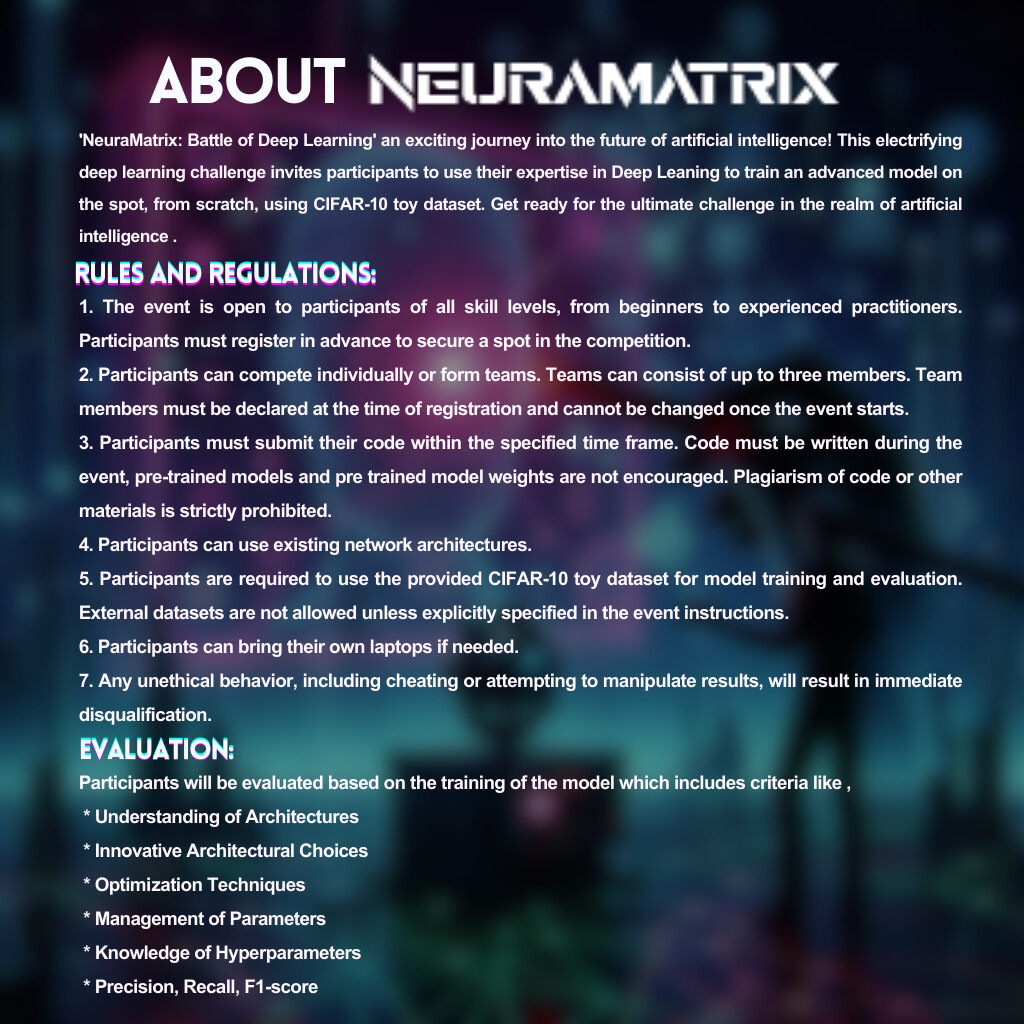 ABOUT NEURAMATRIX
'NeuraMatrix: Battle of Deep Learning' an exciting journey into the future of artificial intelligence! This electrifying
deep learning challenge invites participants to use their expertise in Deep Leaning to train an advanced model on
the spot, from scratch, using CIFAR-10 toy dataset. Get ready for the ultimate challenge in the realm of artificial
intelligence .
RULES AND REGULATIONS:
1. The event is open to participants of all skill levels, from beginners to experienced practitioners.
Participants must register in advance to secure a spot in the competition.
2. Participants can compete individually or form teams. Teams can consist of up to three members. Team
members must be declared at the time of registration and cannot be changed once the event starts.
3. Participants must submit their code within the specified time frame. Code must be written during the
event, pre-trained models and pre trained model weights are not encouraged. Plagiarism of code or other
materials is strictly prohibited.
4. Participants can use existing network architectures.
5. Participants are required to use the provided CIFAR-10 toy dataset for model training and evaluation.
External datasets are not allowed unless explicitly specified in the event instructions.
6. Participants can bring their own laptops if needed.
7. Any unethical behavior, including cheating or attempting to manipulate results, will result in immediate
disqualification.
EVALUATION:
Participants will be evaluated based on the training of the model which includes criteria like ,
* Understanding of Architectures
* Innovative Architectural Choices
* Optimization Techniques
* Management of Parameters
* Knowledge of Hyperparameters
* Precision, Recall, F1-score